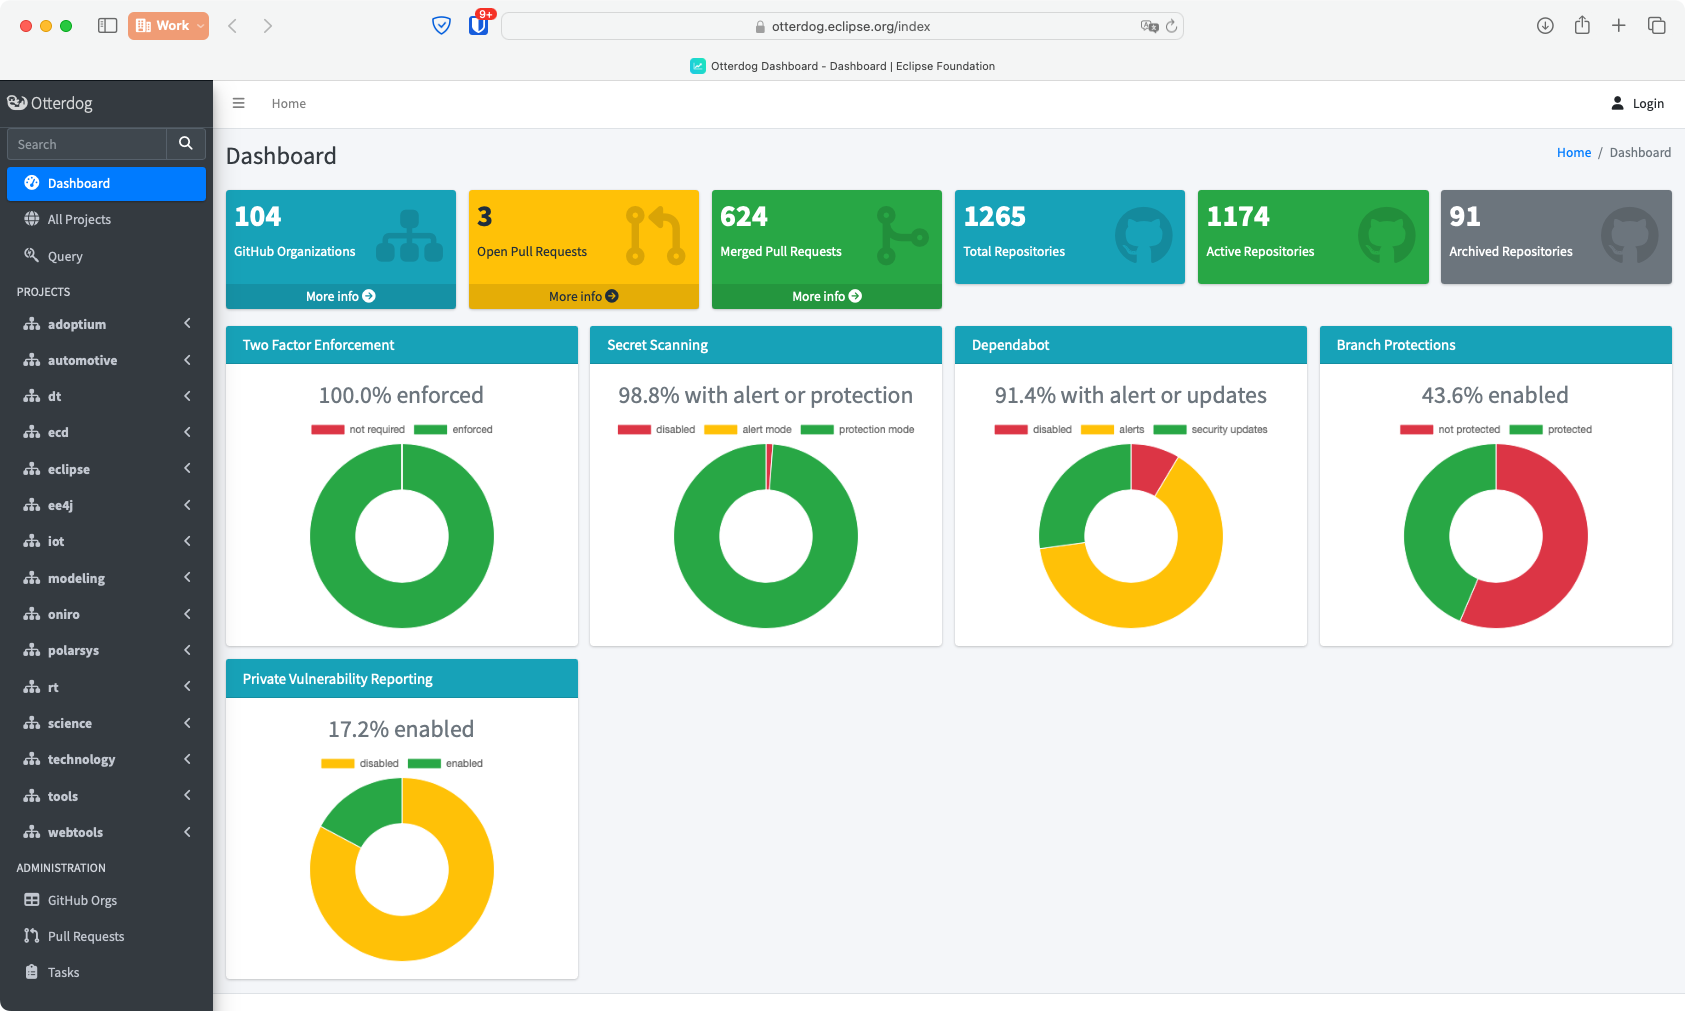 Work
9+
otterdog.eclipse.org/index
Otterdog Dashboard - Dashboard | Eclipse Foundation
Otterdog
Home
Login
Search
Dashboard
All Projects
Query
PROJECTS
adoptium
automotive
dt
ecd
eclipse
ee4j
iot
modeling
oniro
polarsys
rt
science
technology
tools
webtools
ADMINISTRATION
GitHub Orgs
Pull Requests
Tasks
Dashboard
Home / Dashboard
104
GitHub Organizations
More info
3
Open Pull Requests
More info
624
Merged Pull Requests
More info
1265
Total Repositories
1174
Active Repositories
91
Archived Repositories
Two Factor Enforcement
100.0% enforced
not required enforced
Secret Scanning
98.8% with alert or protection
disabled alert mode protection mode
Dependabot
91.4% with alert or updates
disabled alerts security updates
Branch Protections
43.6% enabled
not protected protected
Private Vulnerability Reporting
17.2% enabled
disabled enabled